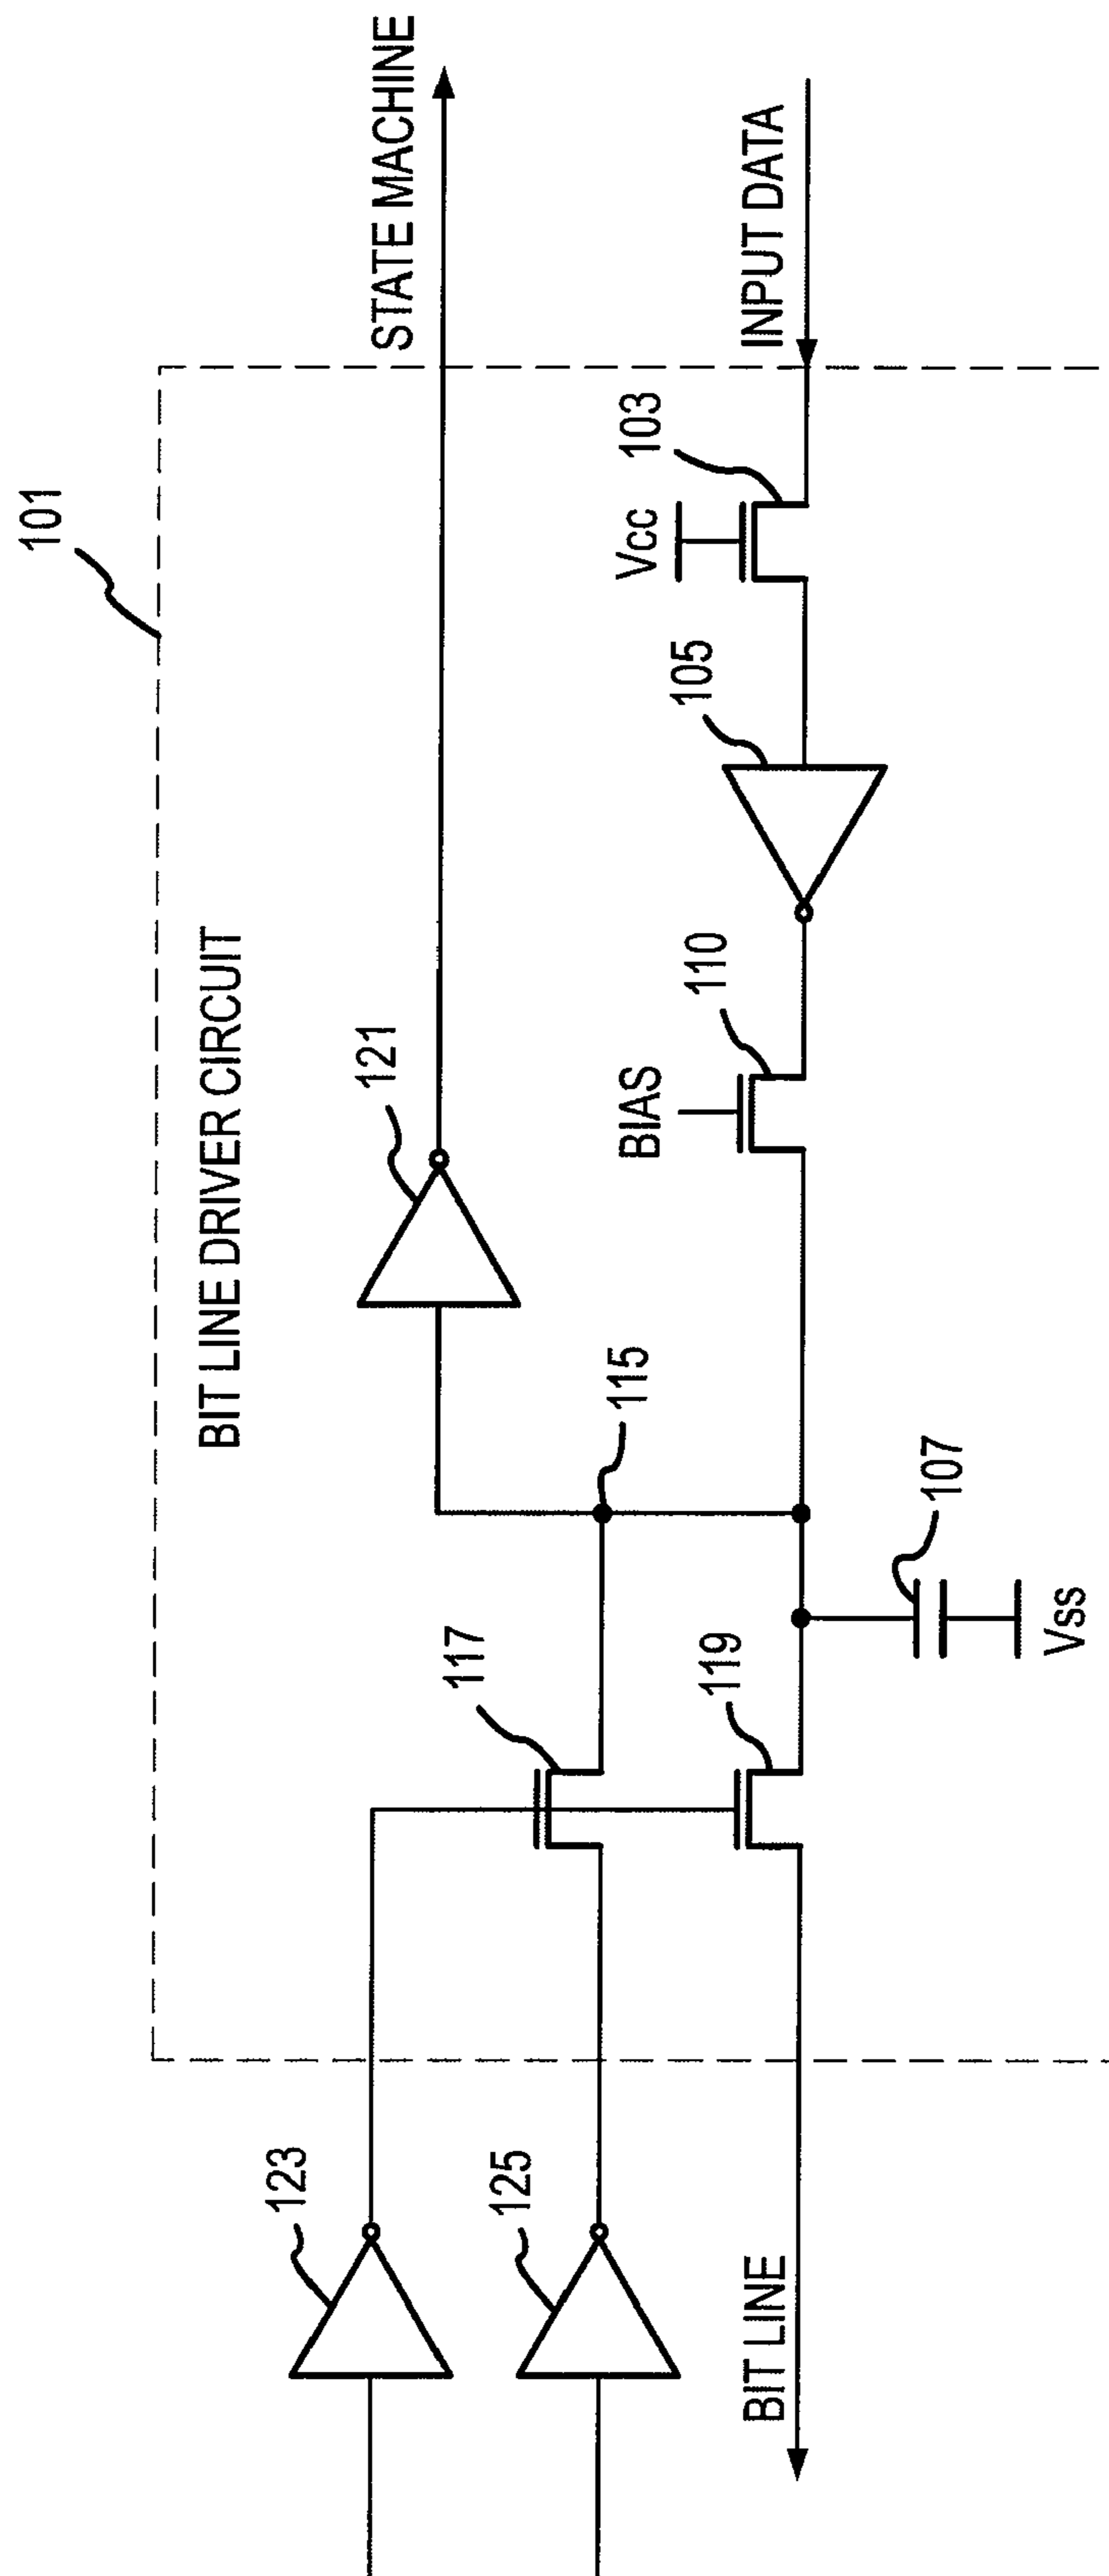 101
BIT LINE DRIVER CIRCUIT
STATE MACHINE
121
123
125
117
115
BIAS
110
105
Vcc
103
INPUT DATA
BIT LINE
119
107
Vss